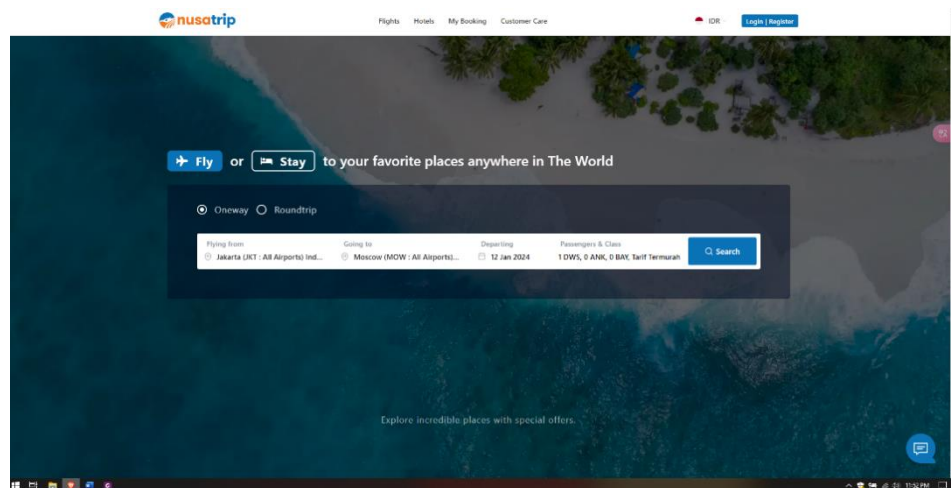 nusatrip
Flights Hotels My Booking Customer Care
IDR
Login | Register
Fly or Stay to your favorite places anywhere in The World
Oneway Roundtrip
Flying from Going to Departing Passengers & Class
Jakarta (JKT : All Airports) Ind... Moscow (MOW : All Airports)... 12 Jan 2024 1 DWS, 0 ANK, 0 BAY, Tarif Termurah
Search
Explore incredible places with special offers.
11:52 PM